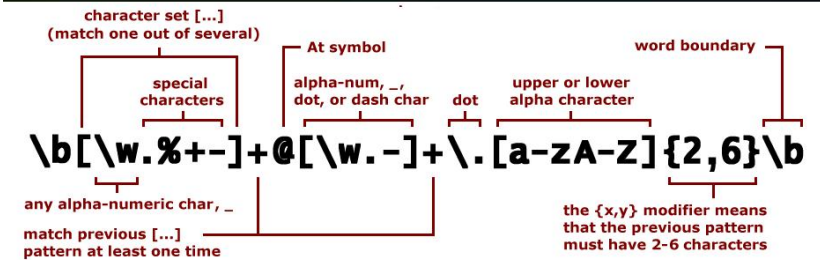 character set [...]
(match one out of several)
At symbol
word boundary
special
characters
alpha-num, _,
dot, or dash char
dot
upper or lower
alpha character
\b[\w.%+-]+@[\w.-]+\.[a-zA-Z]{2,6}\b
any alpha-numeric char, _
match previous [...]
pattern at least one time
the {x,y} modifier means
that the previous pattern
must have 2-6 characters